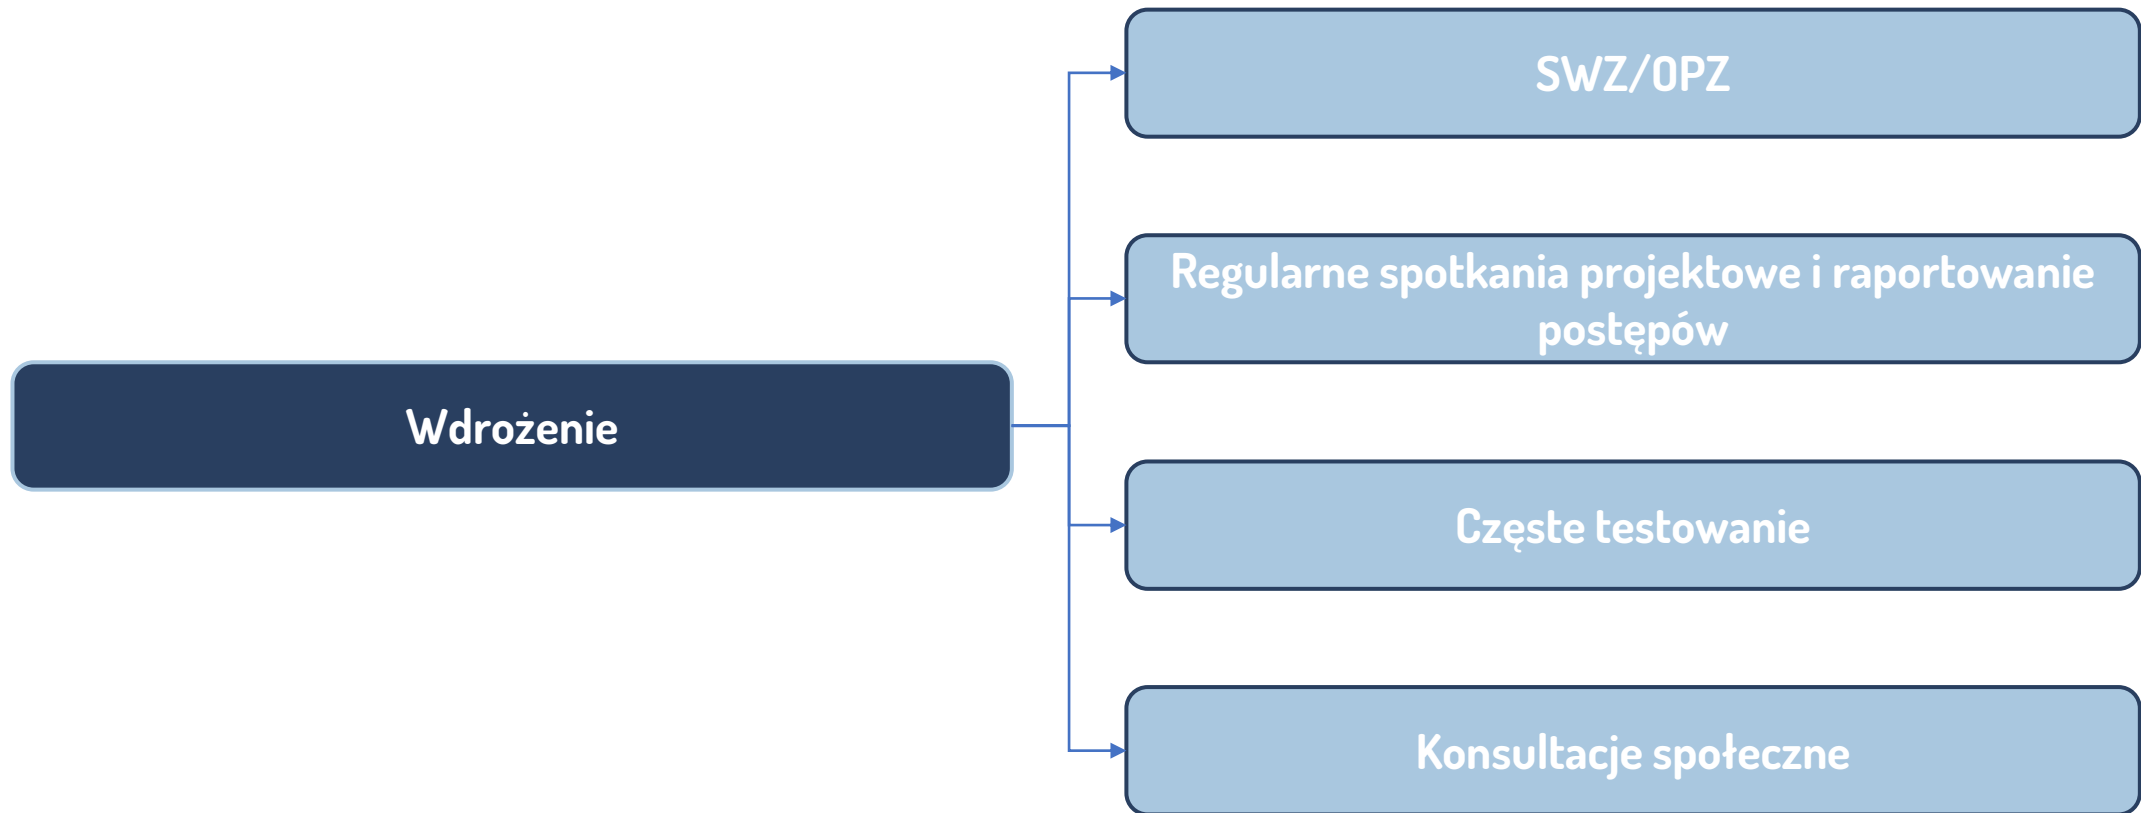 SWZ/OPZ
Regularne spotkania projektowe i raportowanie
postępów
Wdrożenie
Częste testowanie
Konsultacje społeczne